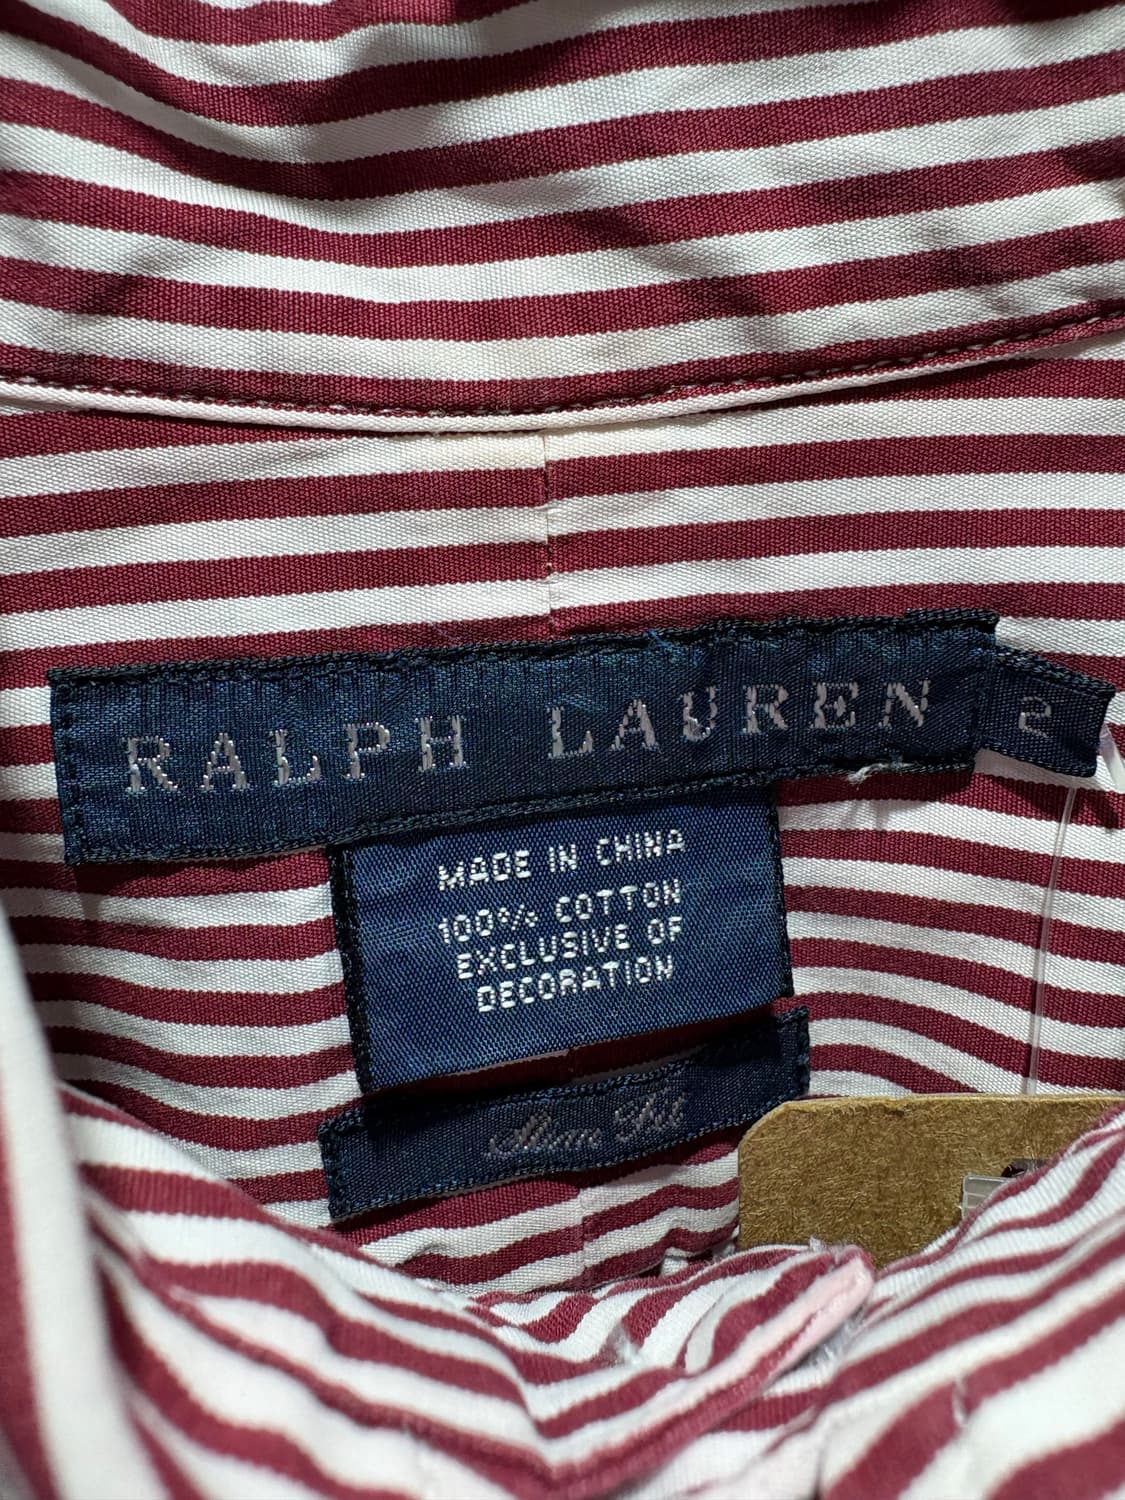 RALPH LAUREN 2
MADE IN CHINA
100% COTTON
EXCLUSIVE OF
DECORATION
Slim Fit